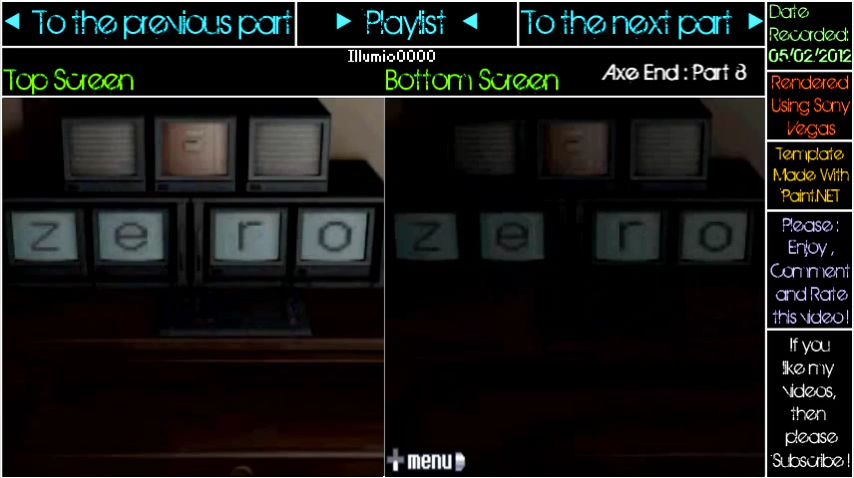 To the previous part
Playlist
To the next part
Illumio0000
Top Screen
Bottom Screen
Axe End : Part 8
Date
Recorded:
05/02/2012
Rendered
Using Sony
Vegas
Template
Made With
Paint.NET
Please :
Enjoy ,
Comment
and Rate
this video !
If you
like my
videos,
then
please
Subscribe !
z e r o
z e r o
menu